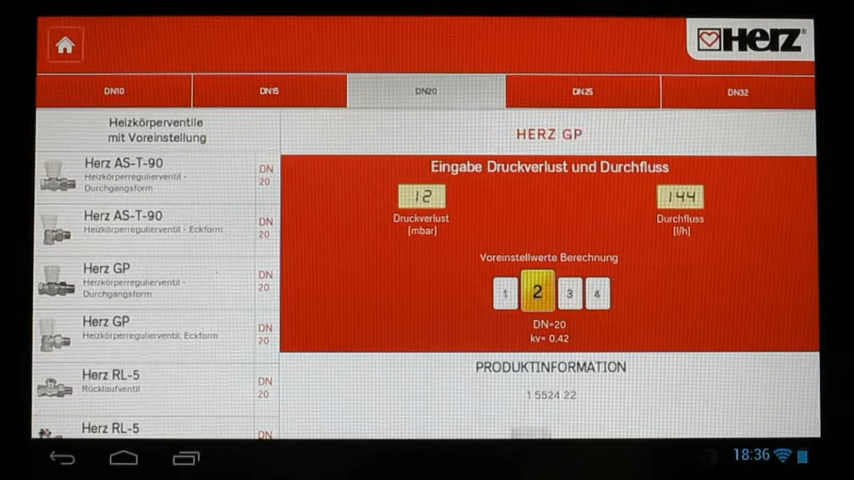 HERZ®
DN10
DN15
DN20
DN25
DN32
Heizkörperventile
mit Voreinstellung
Herz AS-T-90
Heizkörperregulierventil -
Durchgangsform
DN
20
Herz AS-T-90
Heizkörperregulierventil - Eckform
DN
20
Herz GP
Heizkörperregulierventil -
Durchgangsform
DN
20
Herz GP
Heizkörperregulierventil, Eckform
DN
20
Herz RL-5
Rücklaufventil
DN
20
Herz RL-5
DN
HERZ GP
Eingabe Druckverlust und Durchfluss
12
Druckverlust
[mbar]
144
Durchfluss
[l/h]
Voreinstellwerte Berechnung
1 2 3 4
DN=20
kv= 0.42
PRODUKTINFORMATION
1 5524 22
18:36